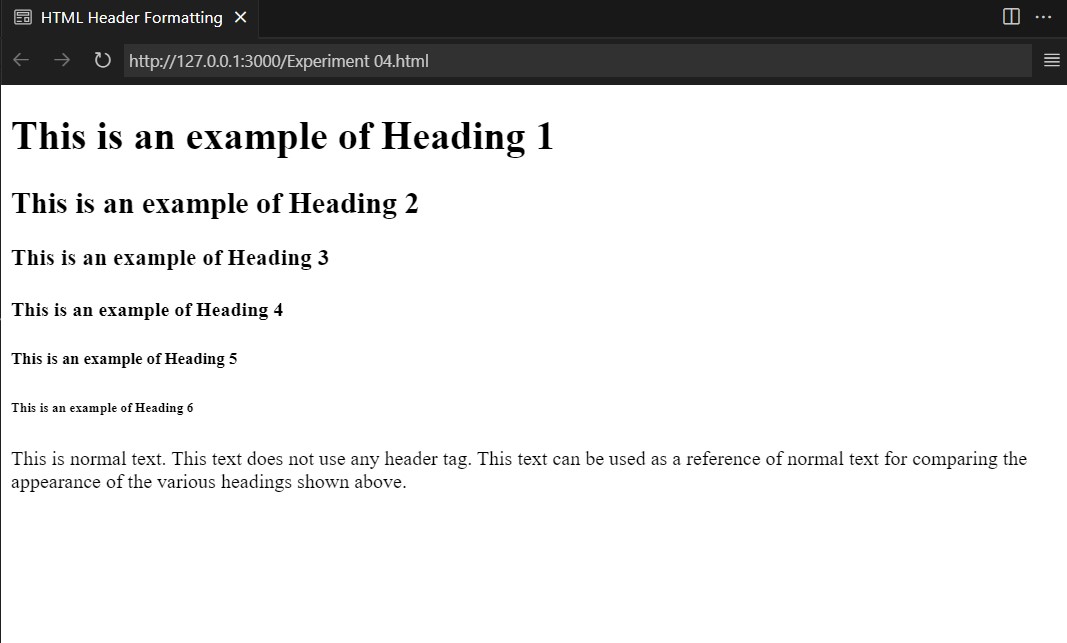 HTML Header Formatting
http://127.0.0.1:3000/Experiment 04.html
This is an example of Heading 1
This is an example of Heading 2
This is an example of Heading 3
This is an example of Heading 4
This is an example of Heading 5
This is an example of Heading 6
This is normal text. This text does not use any header tag. This text can be used as a reference of normal text for comparing the
appearance of the various headings shown above.